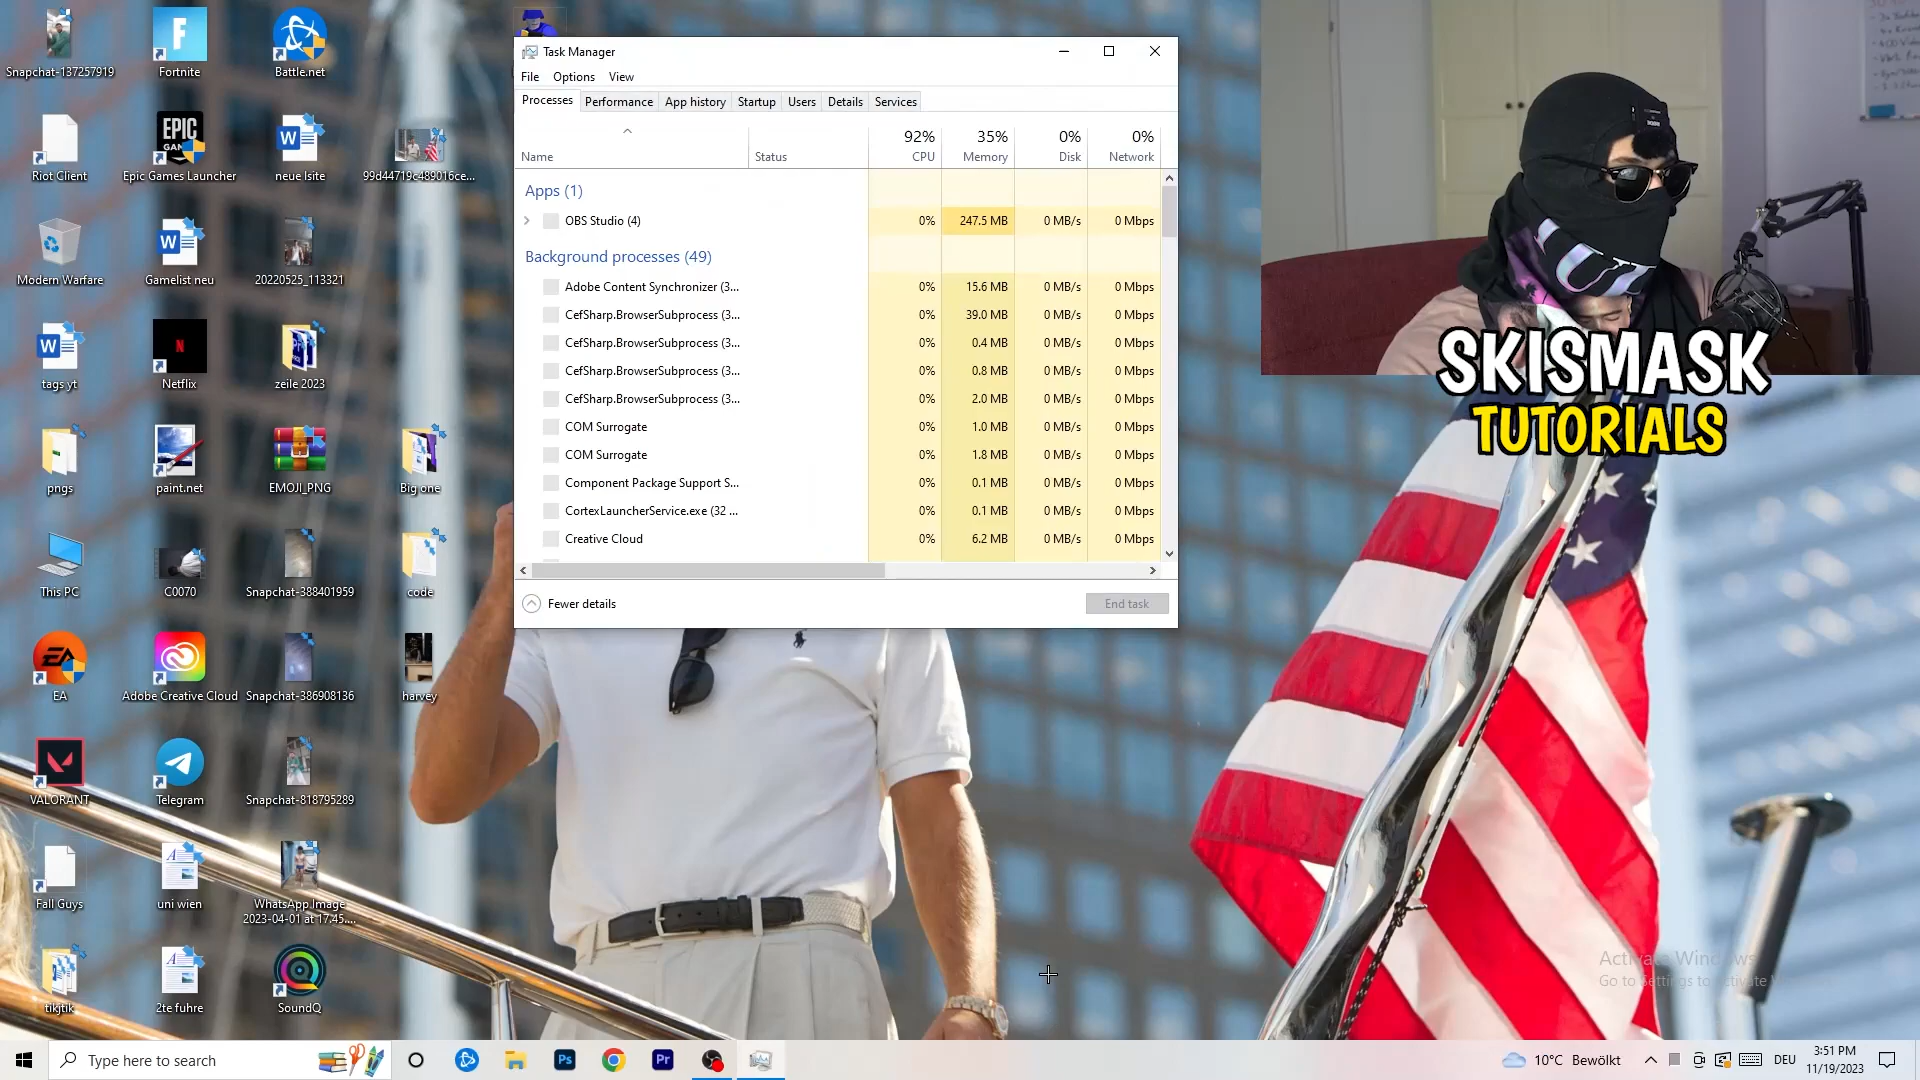 Snapchat-137257919
Fortnite
Battle.net
Riot Client
EPIC
Epic Games Launcher
neue lsite
99d44719c489016ce...
Modern Warfare
Gamelist neu
20220525_113321
tags yt
N
Netflix
zeile 2023
pngs
paint.net
EMOJI_PNG
Big one
This PC
C0070
Snapchat-388401959
code
EA
EA
Adobe Creative Cloud
Snapchat-386908136
harvey
VALORANT
Telegram
Snapchat-818795289
Fall Guys
uni wien
WhatsApp Image
2023-04-01 at 17.45....
tikjtik
2te fuhre
SoundQ
Task Manager
File Options View
Processes Performance App history Startup Users Details Services
92% 35% 0% 0%
Name Status CPU Memory Disk Network
Apps (1)
OBS Studio (4) 0% 247.5 MB 0 MB/s 0 Mbps
Background processes (49)
Adobe Content Synchronizer (3... 0% 15.6 MB 0 MB/s 0 Mbps
CefSharp.BrowserSubprocess (3... 0% 39.0 MB 0 MB/s 0 Mbps
CefSharp.BrowserSubprocess (3... 0% 0.4 MB 0 MB/s 0 Mbps
CefSharp.BrowserSubprocess (3... 0% 0.8 MB 0 MB/s 0 Mbps
CefSharp.BrowserSubprocess (3... 0% 2.0 MB 0 MB/s 0 Mbps
COM Surrogate 0% 1.0 MB 0 MB/s 0 Mbps
COM Surrogate 0% 1.8 MB 0 MB/s 0 Mbps
Component Package Support S... 0% 0.1 MB 0 MB/s 0 Mbps
CortexLauncherService.exe (32 ... 0% 0.1 MB 0 MB/s 0 Mbps
Creative Cloud 0% 6.2 MB 0 MB/s 0 Mbps
Fewer details
End task
SKISMASK
TUTORIALS
Activate Windows
Go to Settings to activate
Type here to search
Ps
Pr
10°C Bewölkt
DEU
3:51 PM
11/19/2023